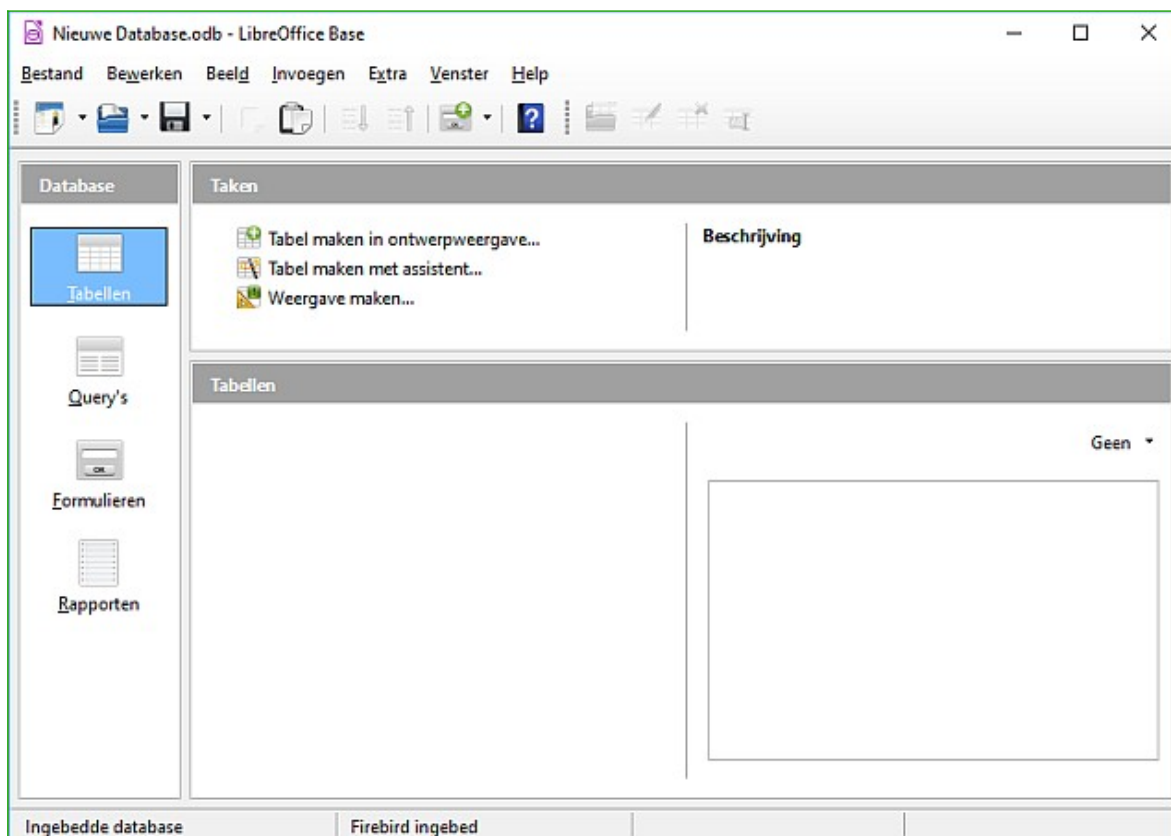 Nieuwe Database.odb - LibreOffice Base
Bestand Bewerken Beeld Invoegen Extra Venster Help
Database
Tabellen
Query's
Formulieren
OK
Rapporten
Taken
Tabel maken in ontwerpweergave...
Tabel maken met assistent...
Weergave maken...
Beschrijving
Tabellen
Geen
Ingebedde database
Firebird ingebed